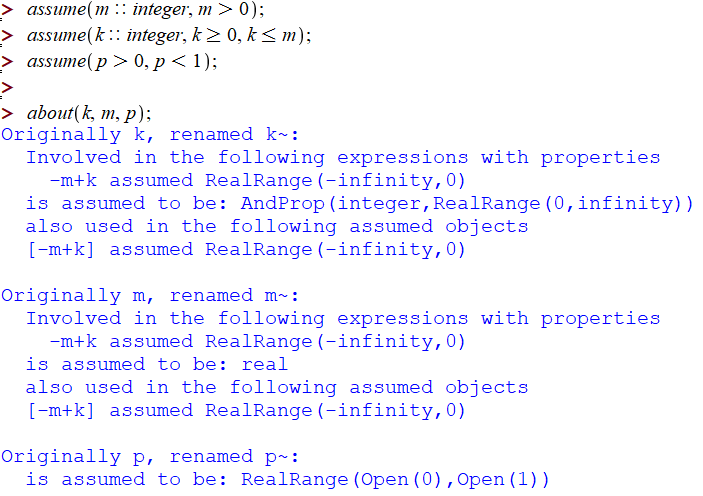 > assume(m :: integer, m > 0);
> assume(k :: integer, k ≥ 0, k ≤ m);
> assume(p > 0, p < 1);
>
> about(k, m, p);
Originally k, renamed k~:
  Involved in the following expressions with properties
    -m+k assumed RealRange(-infinity,0)
  is assumed to be: AndProp(integer,RealRange(0,infinity))
  also used in the following assumed objects
  [-m+k] assumed RealRange(-infinity,0)

Originally m, renamed m~:
  Involved in the following expressions with properties
    -m+k assumed RealRange(-infinity,0)
  is assumed to be: real
  also used in the following assumed objects
  [-m+k] assumed RealRange(-infinity,0)

Originally p, renamed p~:
  is assumed to be: RealRange(Open(0),Open(1))